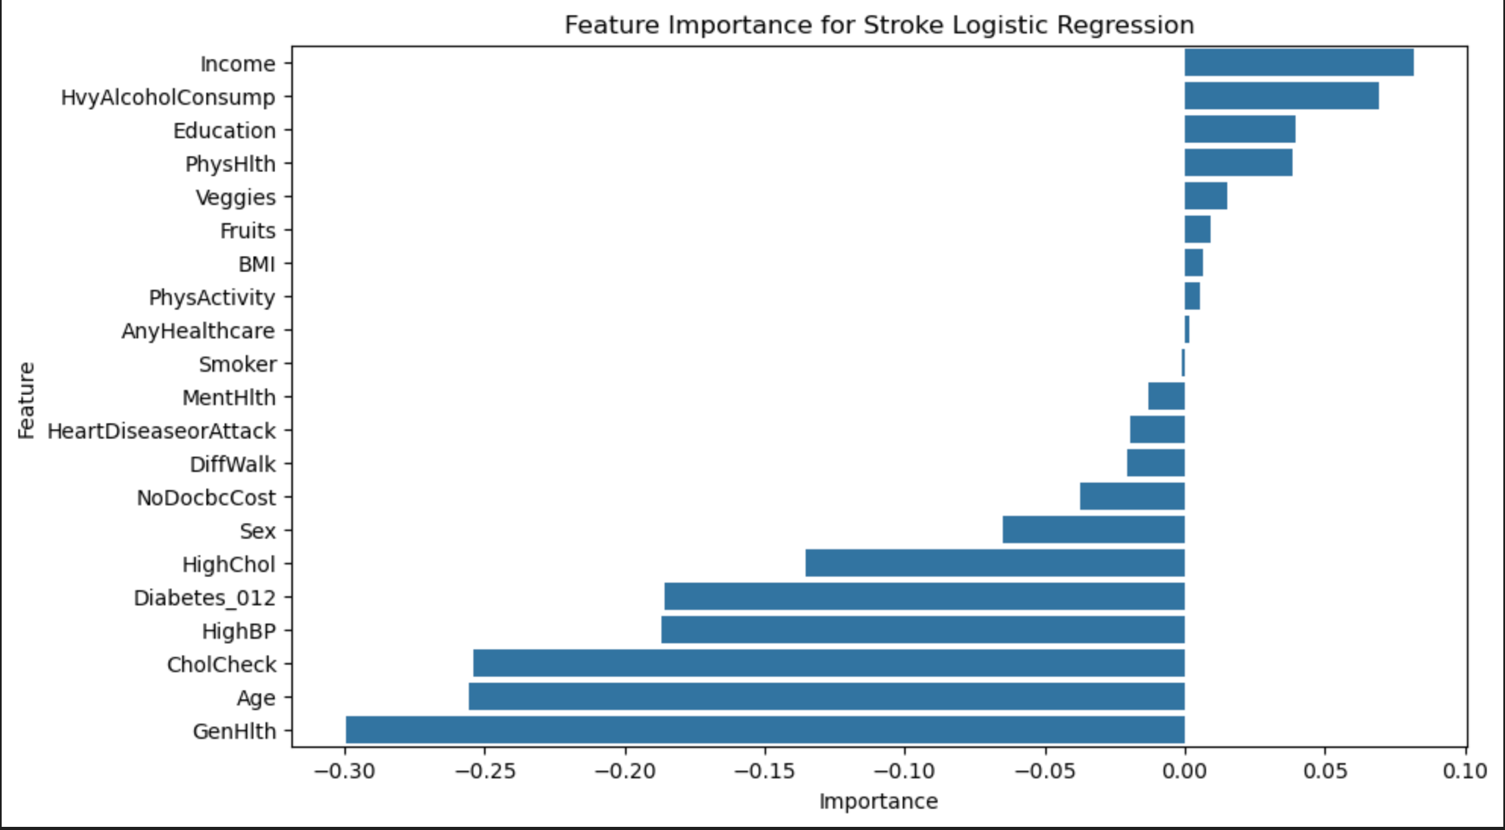 Feature Importance for Stroke Logistic Regression
Income
HvyAlcoholConsump
Education
PhysHlth
Veggies
Fruits
BMI
PhysActivity
AnyHealthcare
Smoker
MentHlth
HeartDiseaseorAttack
DiffWalk
NoDocbcCost
Sex
HighChol
Diabetes_012
HighBP
CholCheck
Age
GenHlth
Feature
−0.30 −0.25 −0.20 −0.15 −0.10 −0.05 0.00 0.05 0.10
Importance